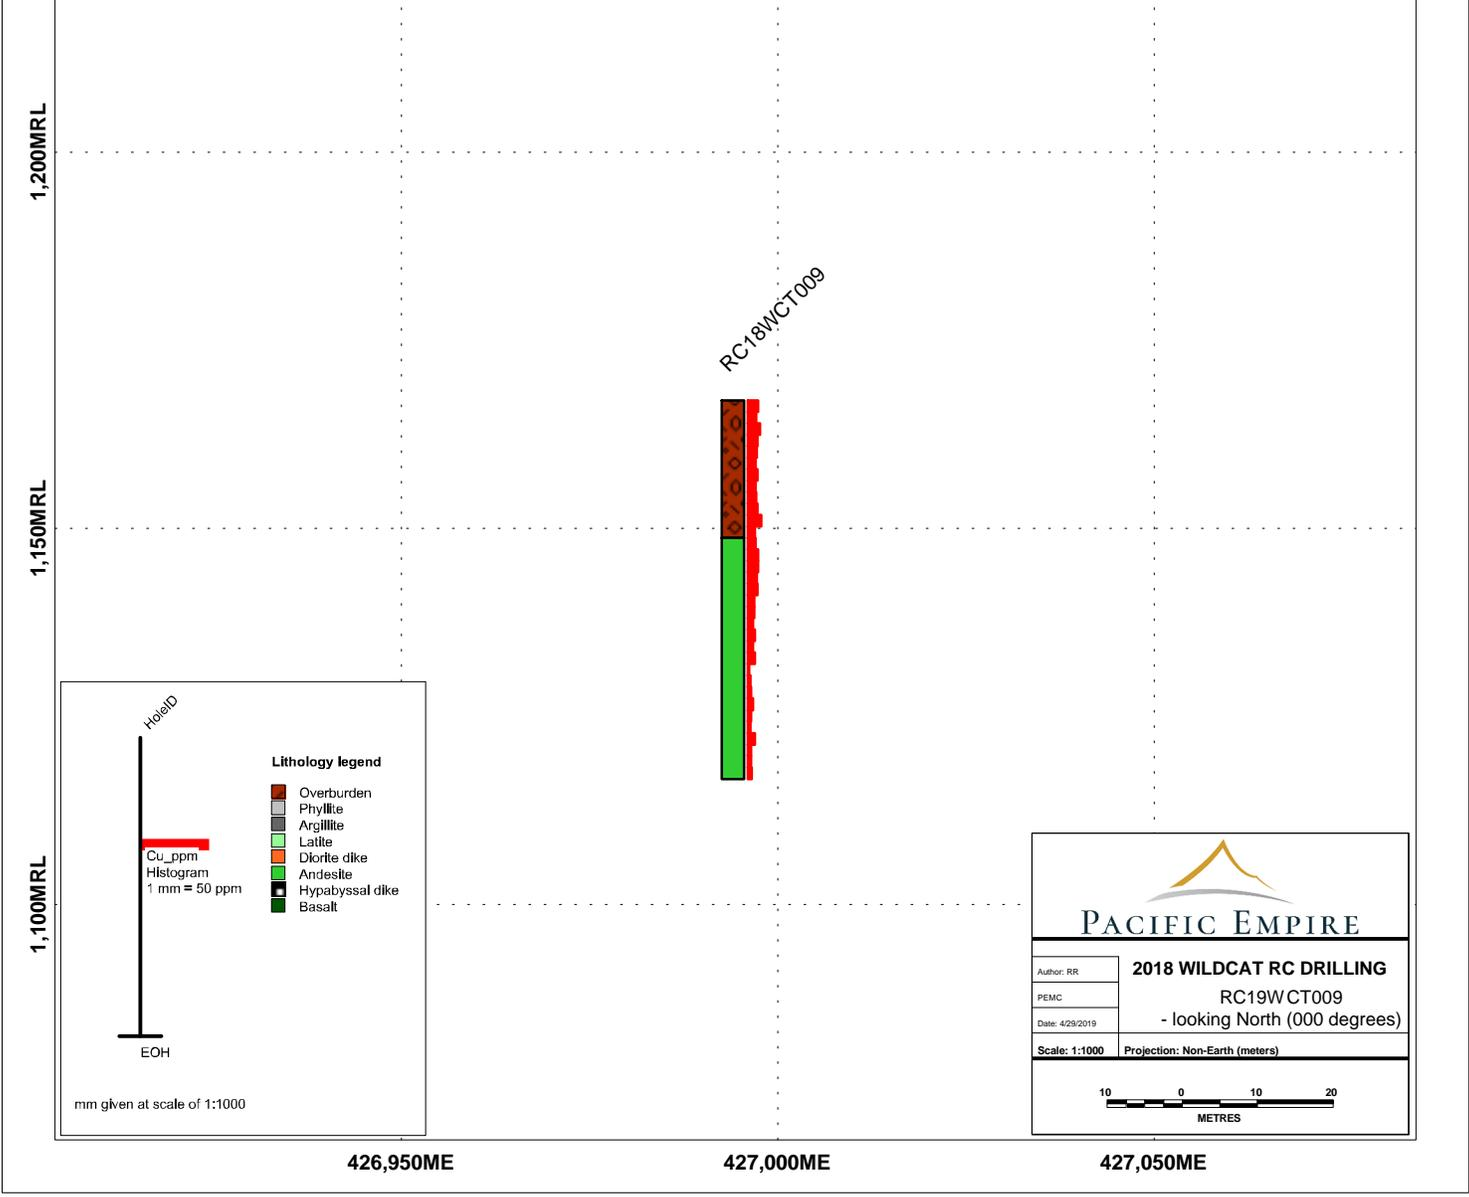 1,200MRL
RC18WCT009
1,150MRL
1,100MRL
HoleID
Cu_ppm
Histogram
1 mm = 50 ppm
EOH
mm given at scale of 1:1000
Lithology legend
Overburden
Phyllite
Argillite
Latite
Diorite dike
Andesite
Hypabyssal dike
Basalt
PACIFIC EMPIRE
Author: RR
PEMC
Date: 4/29/2019
2018 WILDCAT RC DRILLING
RC19WCT009
- looking North (000 degrees)
Scale: 1:1000
Projection: Non-Earth (meters)
10 0 10 20
METRES
426,950ME 427,000ME 427,050ME